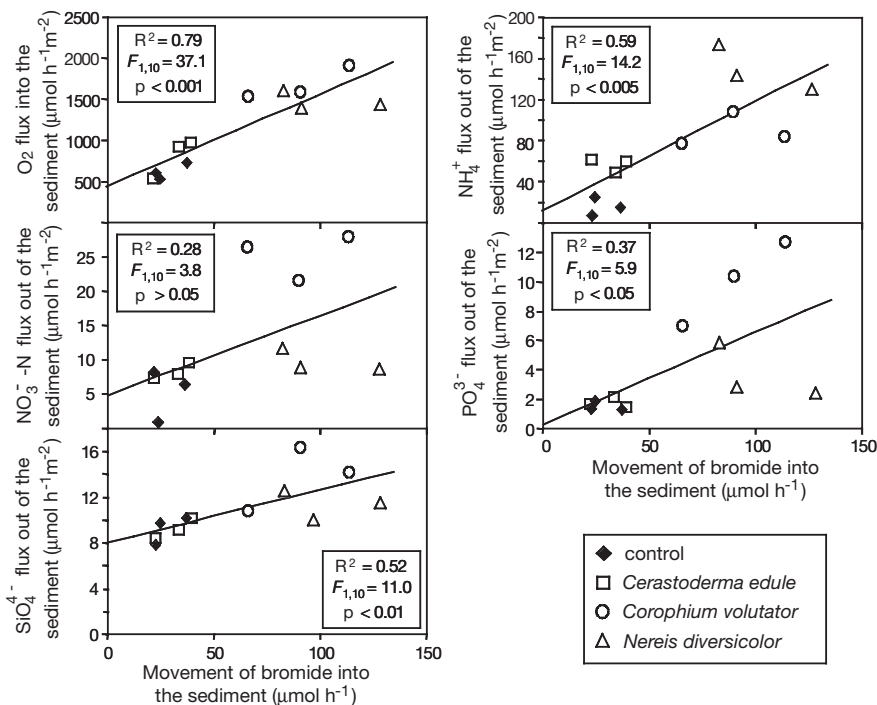 O2 flux into the
sediment (μmol h-1m-2)
2500
2000
1500
1000
500
R2 = 0.79
F1,10 = 37.1
p < 0.001
NH4+ flux out of the
sediment (μmol h-1m-2)
200
160
120
80
40
R2 = 0.59
F1,10 = 14.2
p < 0.005
NO3- -N flux out of the
sediment (μmol h-1m-2)
25
20
15
10
5
R2 = 0.28
F1,10 = 3.8
p > 0.05
PO43- flux out of the
sediment (μmol h-1m-2)
12
10
8
6
4
2
0
R2 = 0.37
F1,10 = 5.9
p < 0.05
0 50 100 150
Movement of bromide into
the sediment (μmol h-1)
SiO44- flux out of the
sediment (μmol h-1m-2)
16
12
8
4
0
R2 = 0.52
F1,10 = 11.0
p < 0.01
0 50 100 150
Movement of bromide into
the sediment (μmol h-1)
control
Cerastoderma edule
Corophium volutator
Nereis diversicolor